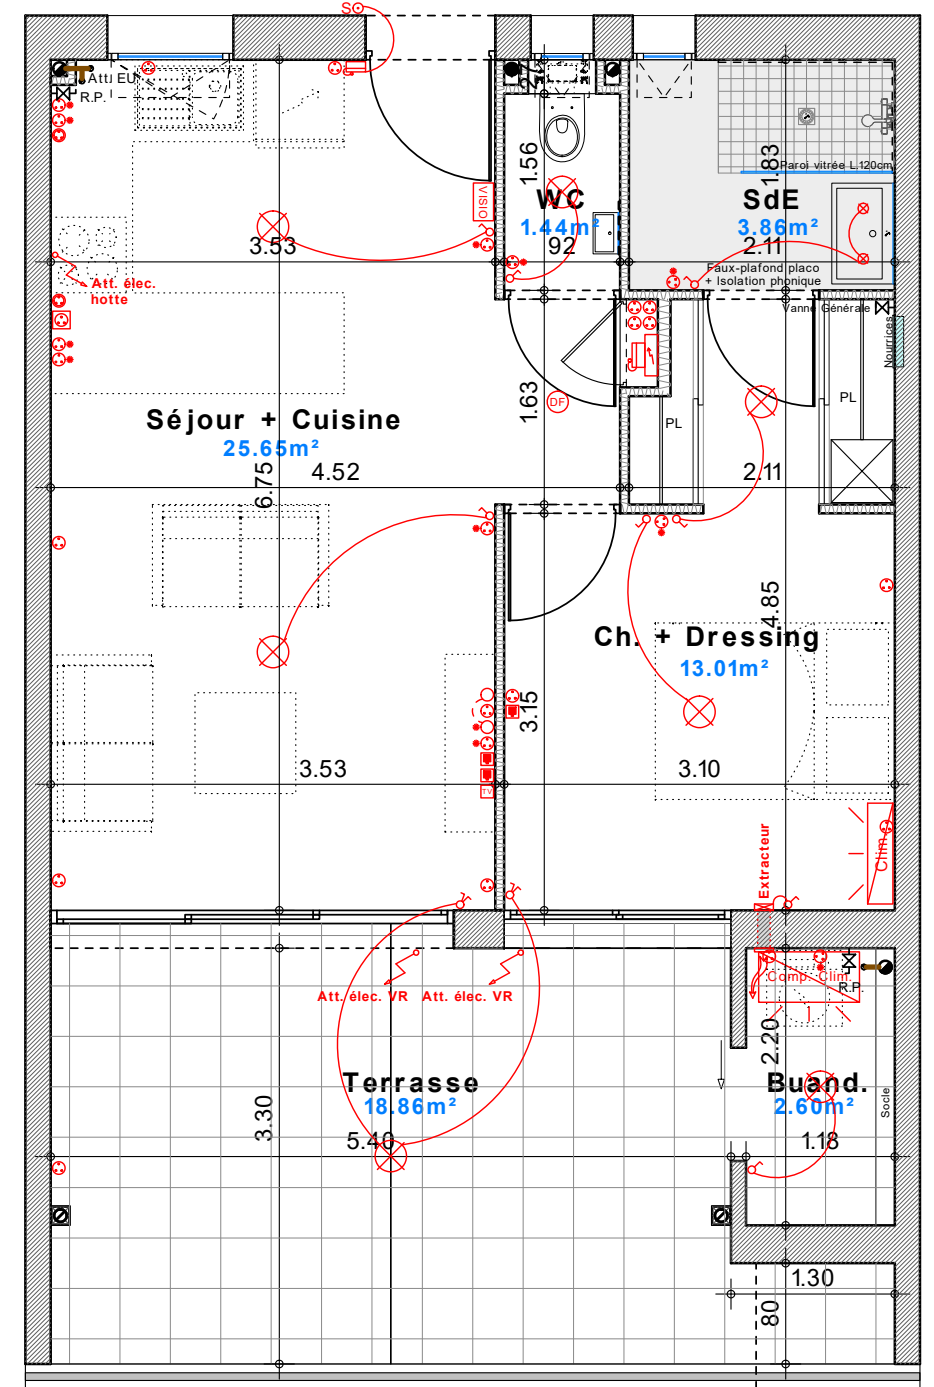 S
Att. EU
R.P.
27
1.56
WC
1.44m²
92
1.83
Paroi vitrée L.120cm
SdE
3.86m²
2.11
Faux-plafond placo
+ Isolation phonique
VISIO
3.53
Att. élec.
hotte
Vanne Générale
Nourrices
DF
1.63
PL
PL
Séjour + Cuisine
25.65m²
6.75
4.52
2.11
4.85
Ch. + Dressing
13.01m²
3.15
3.53
3.10
TV
Clim.
Extracteur
Comp. Clim.
R.P.
Att. élec. VR
Att. élec. VR
2.20
Terrasse
18.86m²
3.30
5.40
Buand.
2.60m²
Socle
1.18
1.30
80